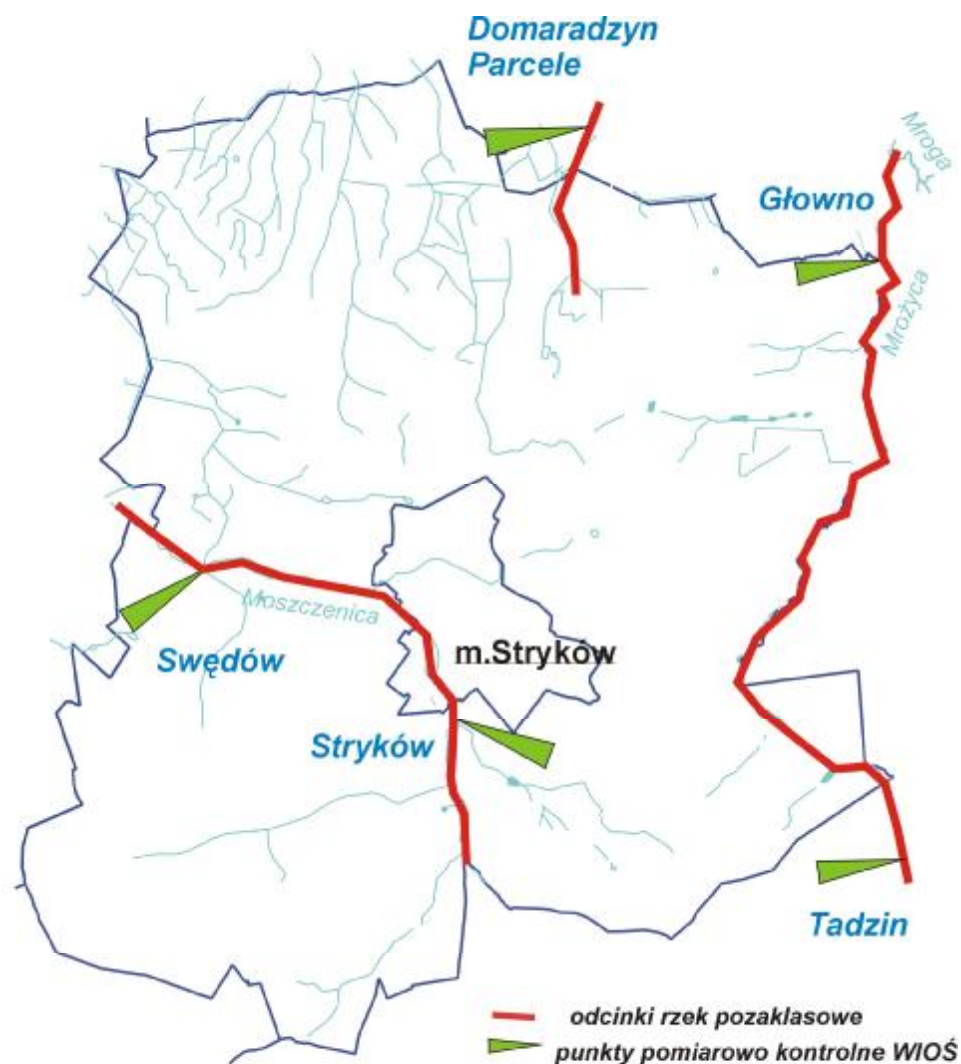 Domaradzyn
Parcele
Mroga
Głowno
Mrożyca
Moszczenica
Swędów
m.Stryków
Stryków
Tadzin
odcinki rzek pozaklasowe
punkty pomiarowo kontrolne WIOŚ